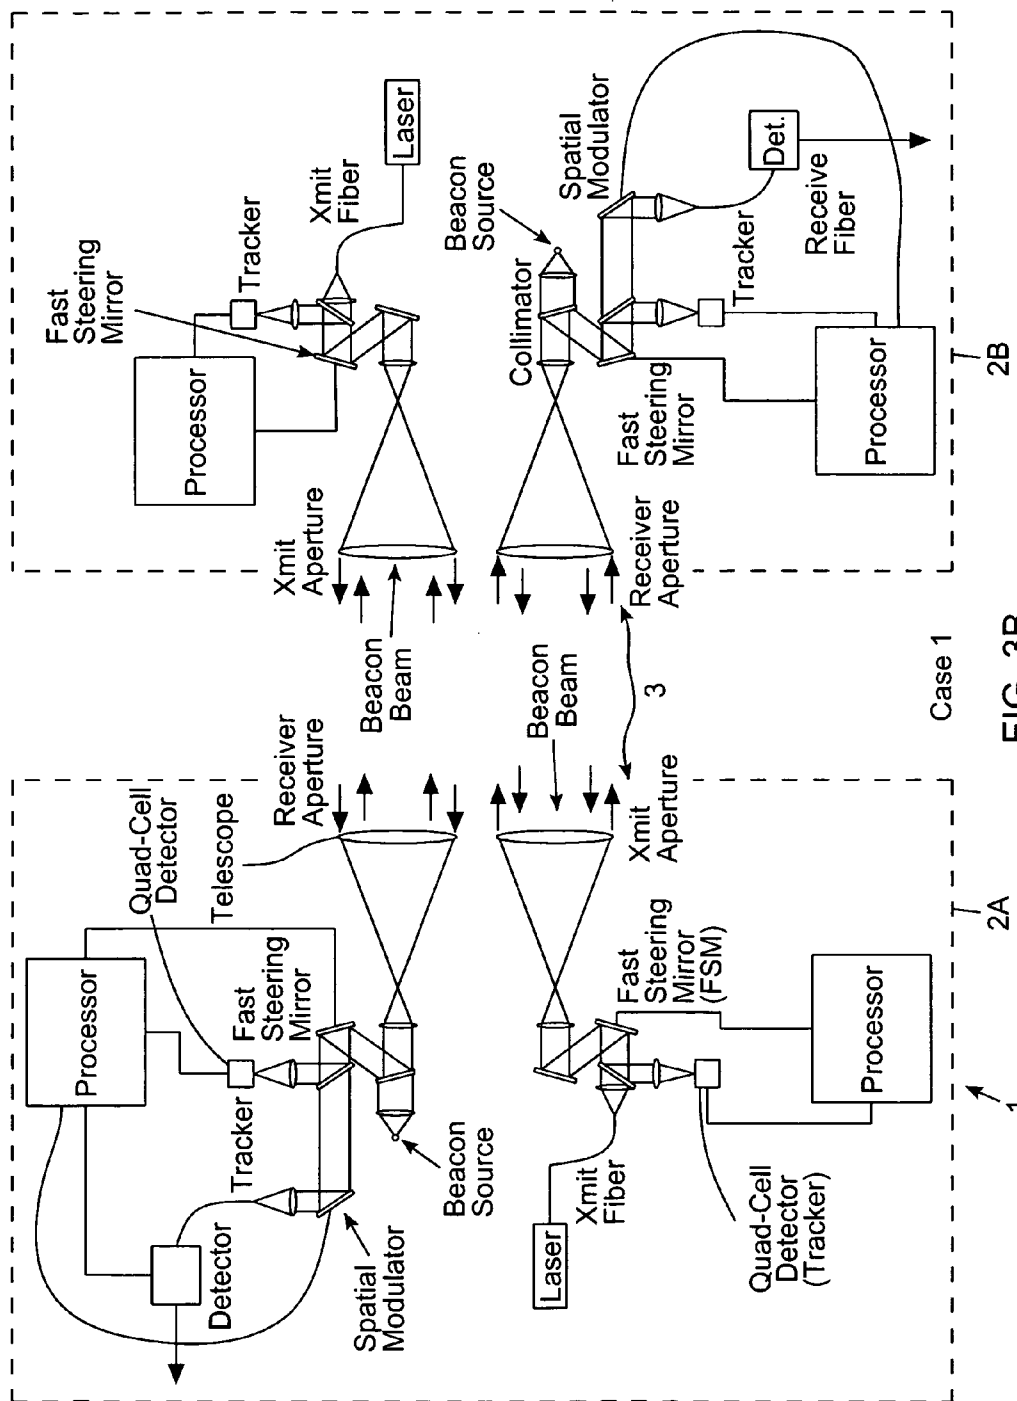 Quad-Cell
Detector
Telescope
Receiver
Aperture
Processor
Fast
Steering
Mirror
Tracker
Detector
Spatial
Modulator
Beacon
Source
Beacon
Beam
Xmit
Aperture
Fast
Steering
Mirror
Processor
Tracker
Xmit
Fiber
Laser
Laser
Xmit
Fiber
Quad-Cell
Detector
(Tracker)
Fast
Steering
Mirror
(FSM)
Processor
Xmit
Aperture
Beacon
Beam
3
Receiver
Aperture
Collimator
Beacon
Source
Spatial
Modulator
Det.
Receive
Fiber
Tracker
Fast
Steering
Mirror
Processor
1
2A
2B
Case 1
FIG. 3B